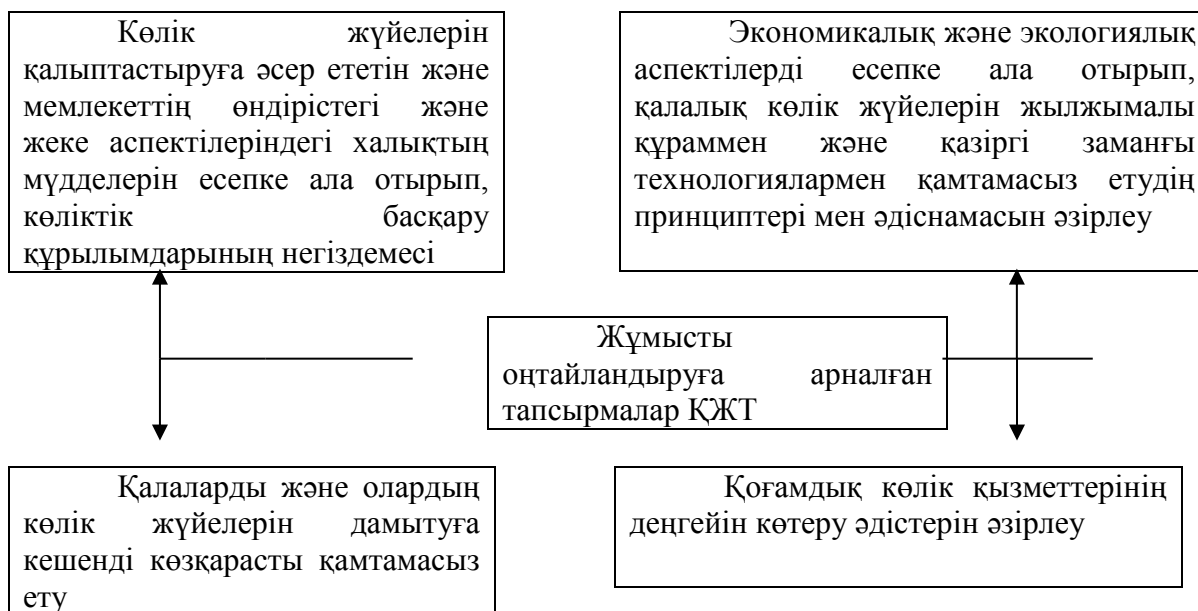 Көлік жүйелерін
қалыптастыруға әсер ететін және
мемлекеттің өндірістегі және
жеке аспектілеріндегі халықтың
мүдделерін есепке ала отырып,
көліктік басқару
құрылымдарының негіздемесі
Экономикалық және экологиялық
аспектілерді есепке ала отырып,
қалалық көлік жүйелерін жылжымалы
құраммен және қазіргі заманғы
технологиялармен қамтамасыз етудің
принциптері мен әдіснамасын әзірлеу
Жұмысты
оңтайландыруға арналған
тапсырмалар ҚЖТ
Қалаларды және олардың
көлік жүйелерін дамытуға
кешенді көзқарасты қамтамасыз
ету
Қоғамдық көлік қызметтерінің
деңгейін көтеру әдістерін әзірлеу